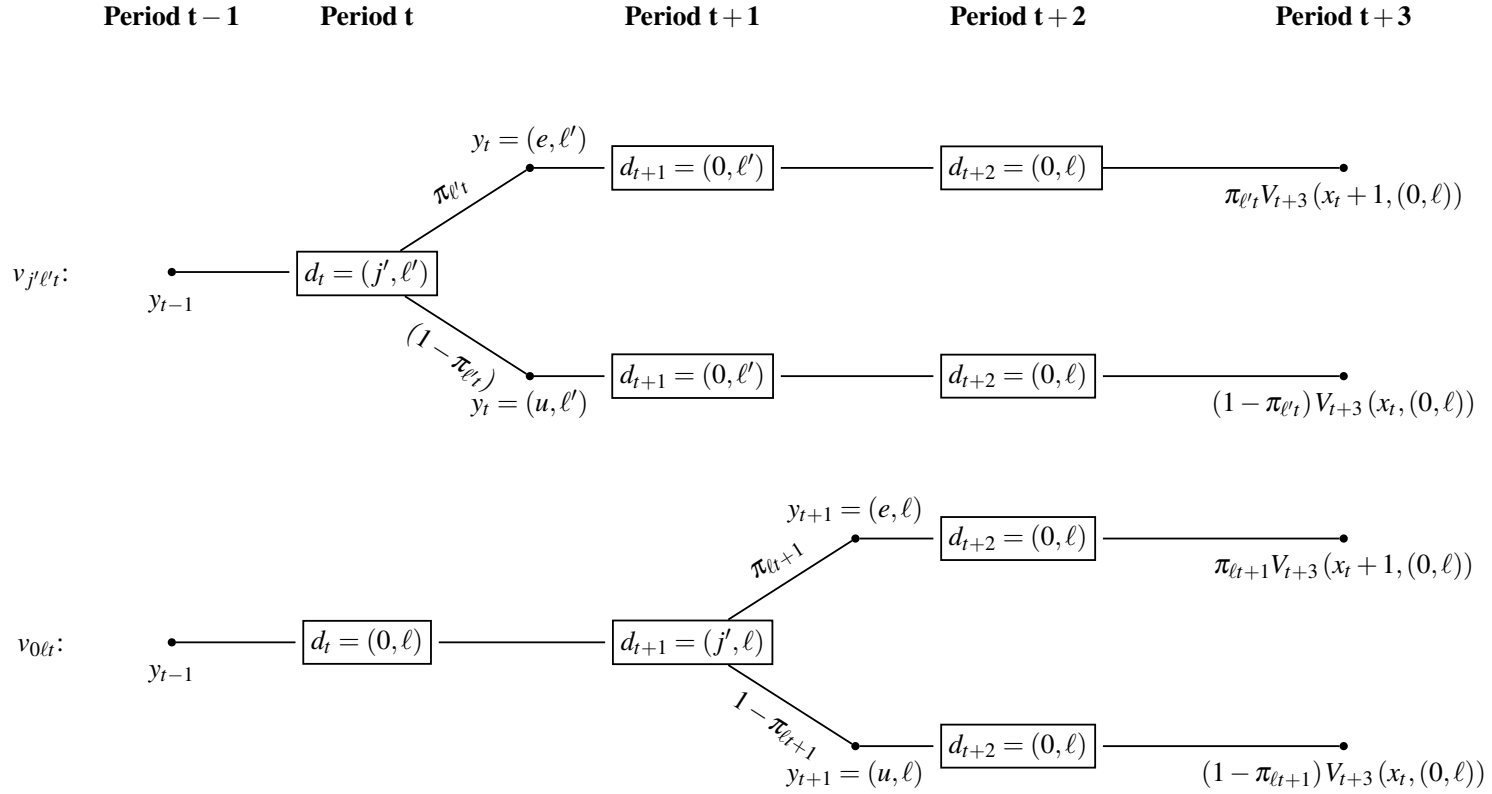 Period t − 1 Period t Period t + 1 Period t + 2 Period t + 3
y_t = (e, ℓ′)
π_{ℓ′t}
d_{t+1} = (0, ℓ′) d_{t+2} = (0, ℓ)
π_{ℓ′t}V_{t+3}(x_t + 1, (0, ℓ))
v_{j′ℓ′t}: d_t = (j′, ℓ′)
y_{t−1}
(1 − π_{ℓ′t})
d_{t+1} = (0, ℓ′) d_{t+2} = (0, ℓ)
y_t = (u, ℓ′) (1 − π_{ℓ′t})V_{t+3}(x_t, (0, ℓ))
y_{t+1} = (e, ℓ)
π_{ℓt+1}
d_{t+2} = (0, ℓ)
π_{ℓt+1}V_{t+3}(x_t + 1, (0, ℓ))
v_{0ℓt}: d_t = (0, ℓ) d_{t+1} = (j′, ℓ)
y_{t−1}
1 − π_{ℓt+1}
d_{t+2} = (0, ℓ)
y_{t+1} = (u, ℓ) (1 − π_{ℓt+1})V_{t+3}(x_t, (0, ℓ))